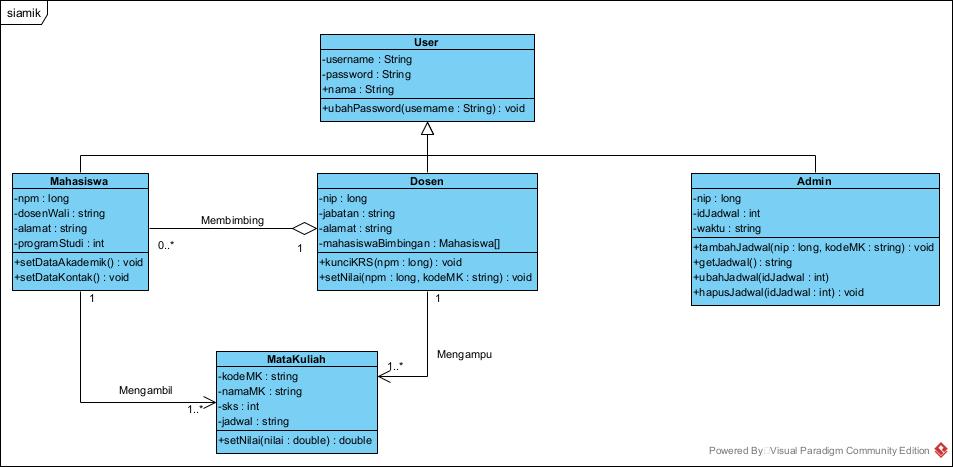 siamik
User
-username : String
-password : String
+nama : String
+ubahPassword(username : String) : void
Mahasiswa
-npm : long
-dosenWali : string
-alamat : string
-programStudi : int
+setDataAkademik() : void
+setDataKontak() : void
Membimbing
0..*
1
Dosen
-nip : long
-jabatan : string
-alamat : string
-mahasiswaBimbingan : Mahasiswa[]
+kunciKRS(npm : long) : void
+setNilai(npm : long, kodeMK : string) : void
Admin
-nip : long
-idJadwal : int
-waktu : string
+tambahJadwal(nip : long, kodeMK : string) : void
+getJadwal() : string
+ubahJadwal(idJadwal : int)
+hapusJadwal(idJadwal : int) : void
1
1
Mengambil
1..*
Mengampu
1..*
MataKuliah
-kodeMK : string
-namaMK : string
-sks : int
-jadwal : string
+setNilai(nilai : double) : double
Powered By Visual Paradigm Community Edition